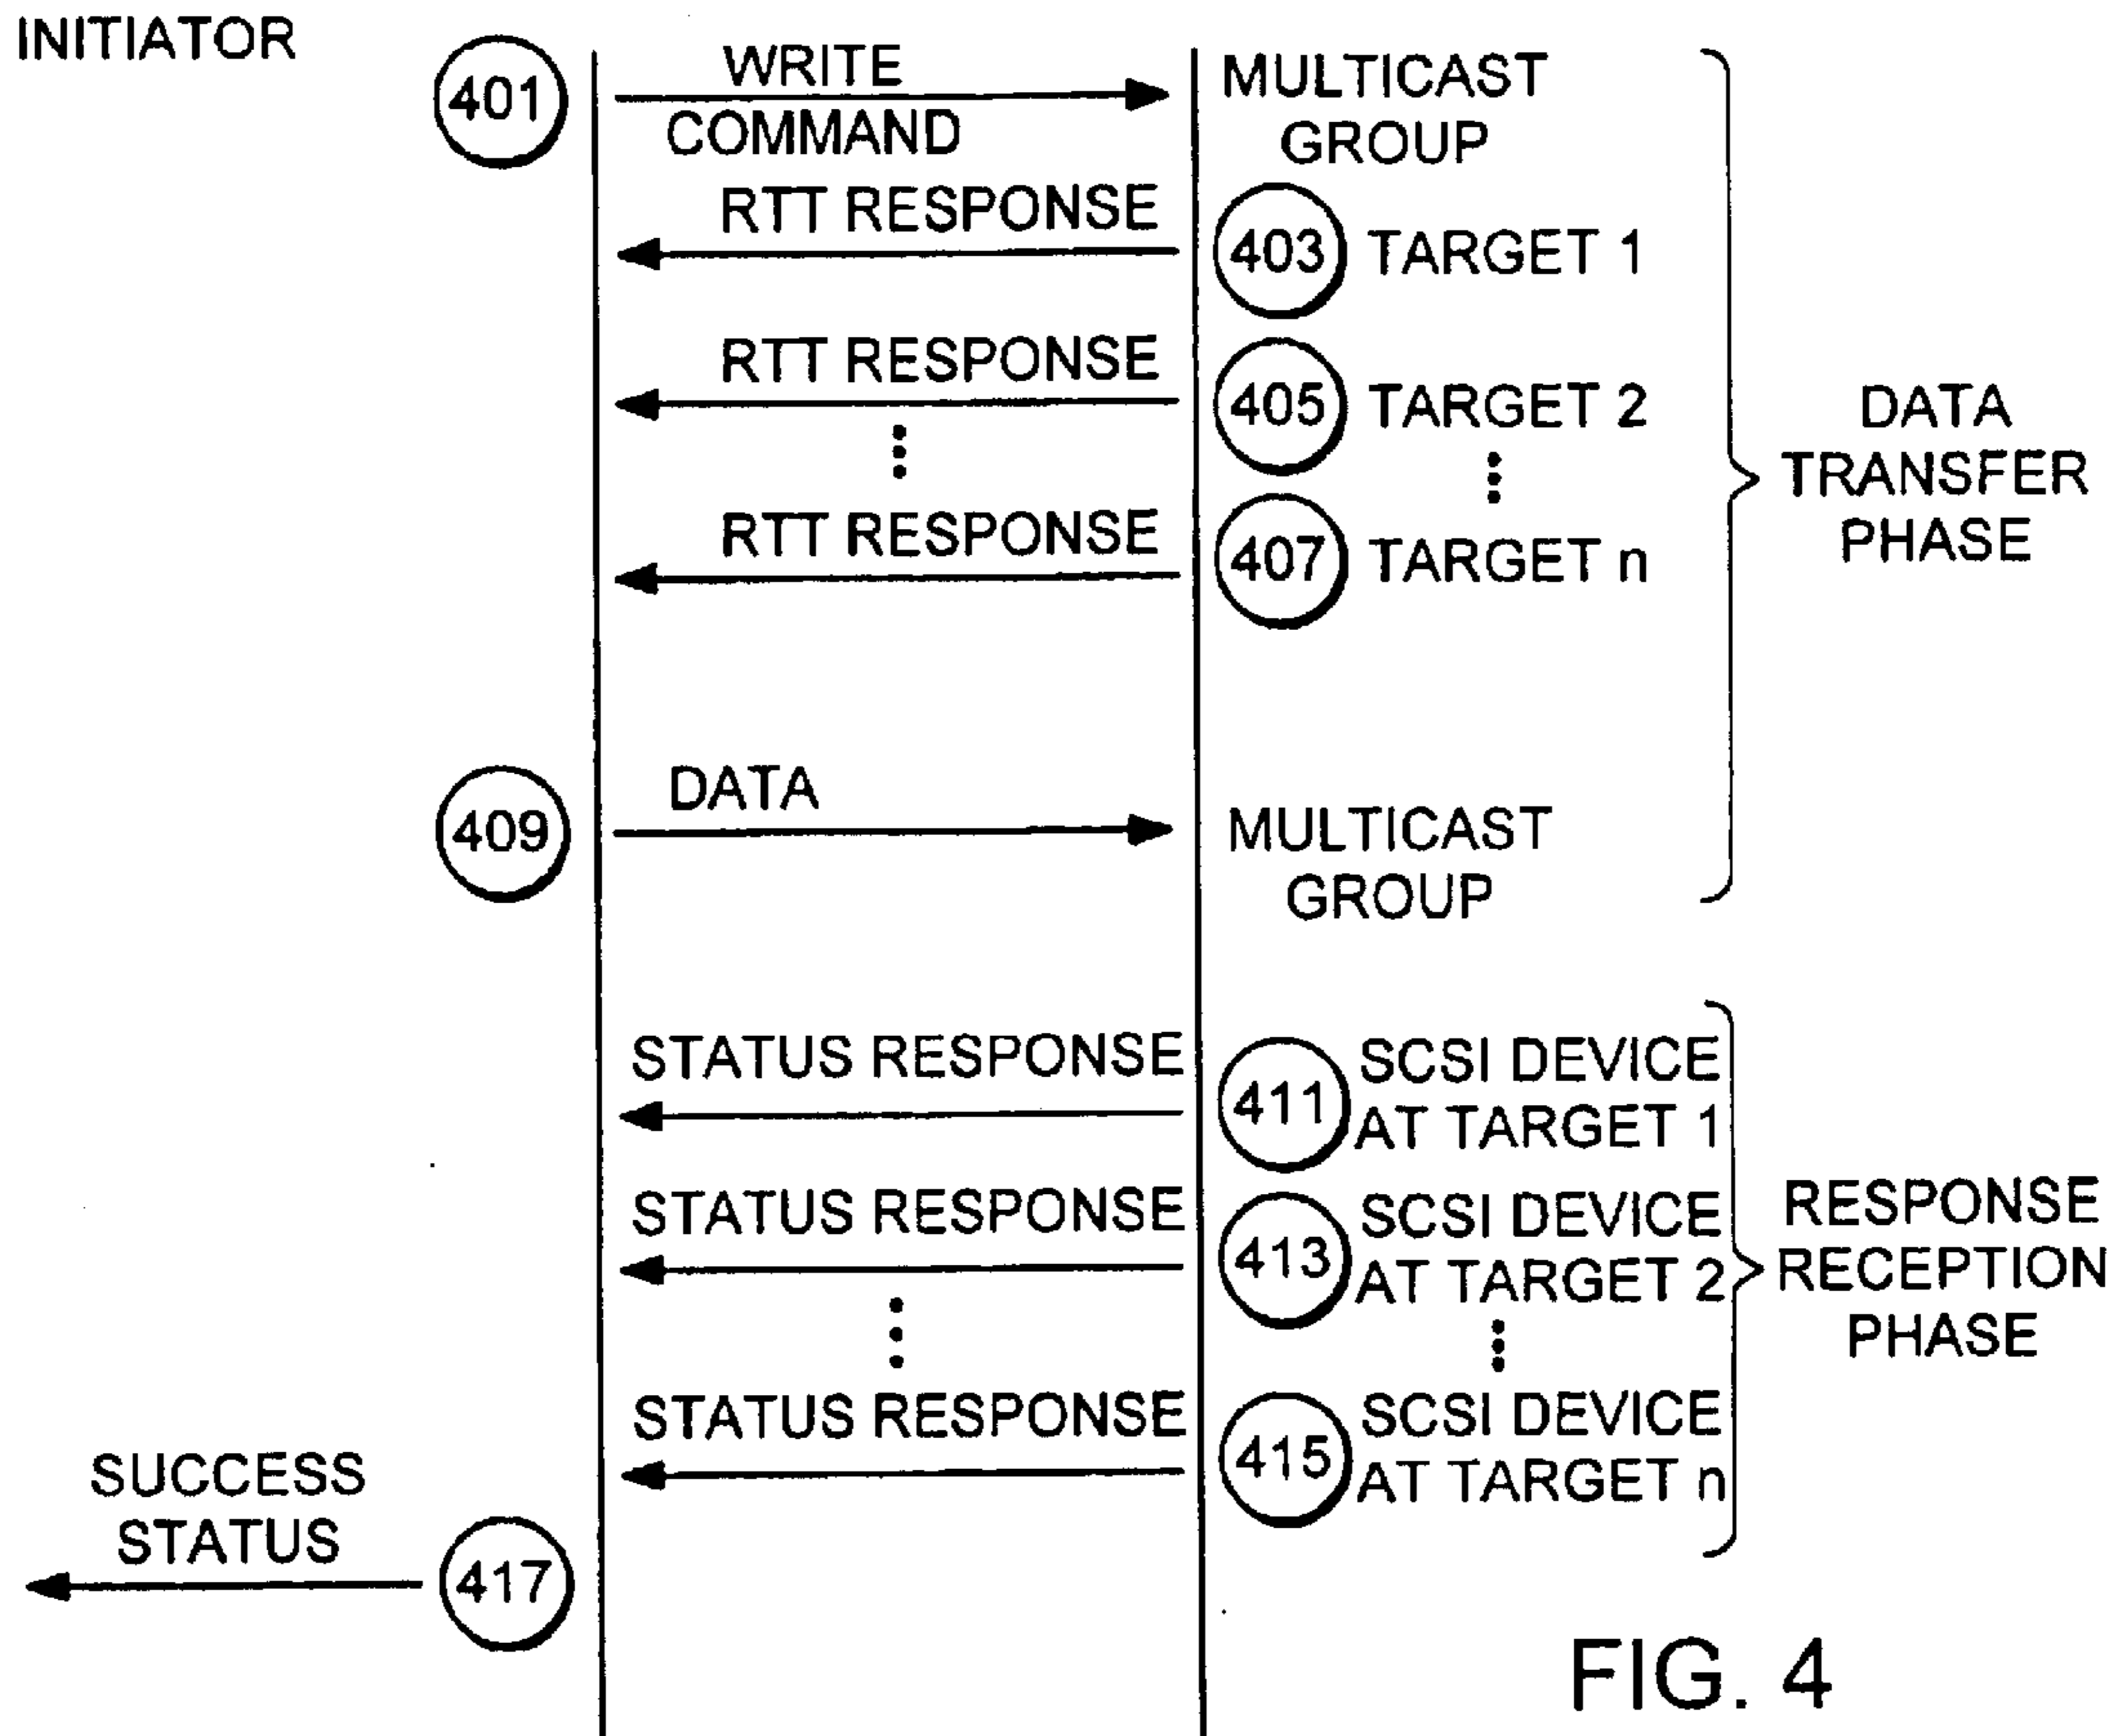 INITIATOR
401
WRITE
COMMAND
MULTICAST
GROUP
RTT RESPONSE
403
TARGET 1
RTT RESPONSE
405
TARGET 2
RTT RESPONSE
407
TARGET n
DATA
TRANSFER
PHASE
409
DATA
MULTICAST
GROUP
STATUS RESPONSE
411
SCSI DEVICE
AT TARGET 1
STATUS RESPONSE
413
SCSI DEVICE
AT TARGET 2
STATUS RESPONSE
415
SCSI DEVICE
AT TARGET n
RESPONSE
RECEPTION
PHASE
SUCCESS
STATUS
417
FIG. 4